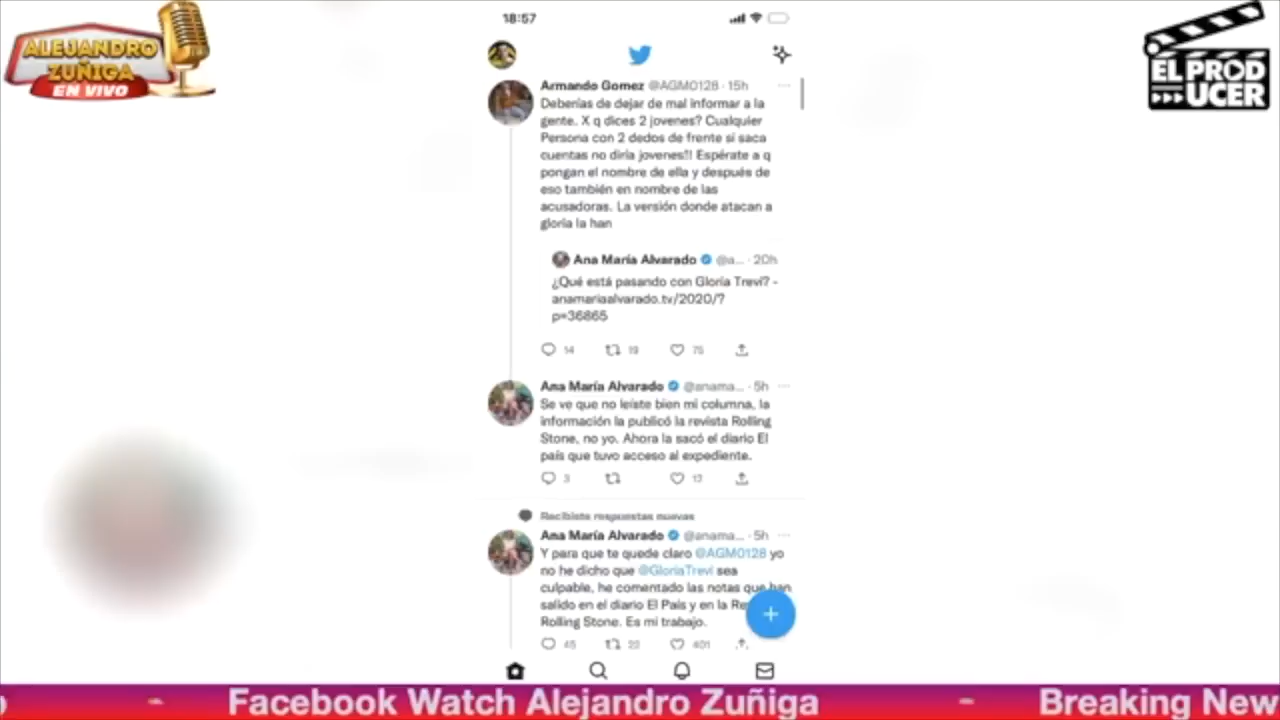 ALEJANDRO
ZUÑIGA
EN VIVO
18:57
EL PROD
UCER
Armando Gomez @AGM0128 · 15h
Deberías de dejar de mal informar a la
gente. X q dices 2 jovenes? Cualquier
Persona con 2 dedos de frente si saca
cuentas no diría jovenes!! Espérate a q
pongan el nombre de ella y después de
eso también en nombre de las
acusadoras. La versión donde atacan a
gloria la han
Ana María Alvarado @a... · 20h
¿Qué está pasando con Gloria Trevi? -
anamariaalvarado.tv/2020/?
p=36865
14 19 75
Ana María Alvarado @anama... · 5h
Se ve que no leíste bien mi columna, la
información la publicó la revista Rolling
Stone, no yo. Ahora la sacó el diario El
país que tuvo acceso al expediente.
3 12
Recibiste respuestas nuevas
Ana María Alvarado @anama... · 5h
Y para que te quede claro @AGM0128 yo
no he dicho que @GloriaTrevi sea
culpable, he comentado las notas que han
salido en el diario El País y en la Re
Rolling Stone. Es mi trabajo.
45 22 401
Facebook Watch Alejandro Zuñiga - Breaking New